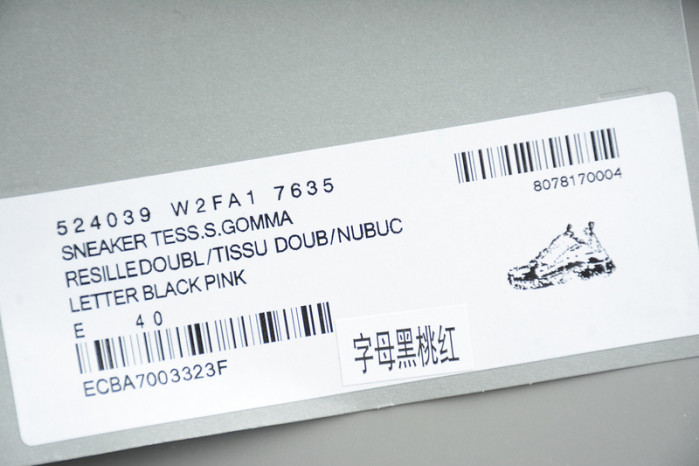 524039 W2FA1 7635
SNEAKER TESS.S.GOMMA
RESILLEDOUBL/TISSU DOUB/NUBUC
LETTER BLACK PINK
E 40
ECBA7003323F
8078170004
字母黑桃红